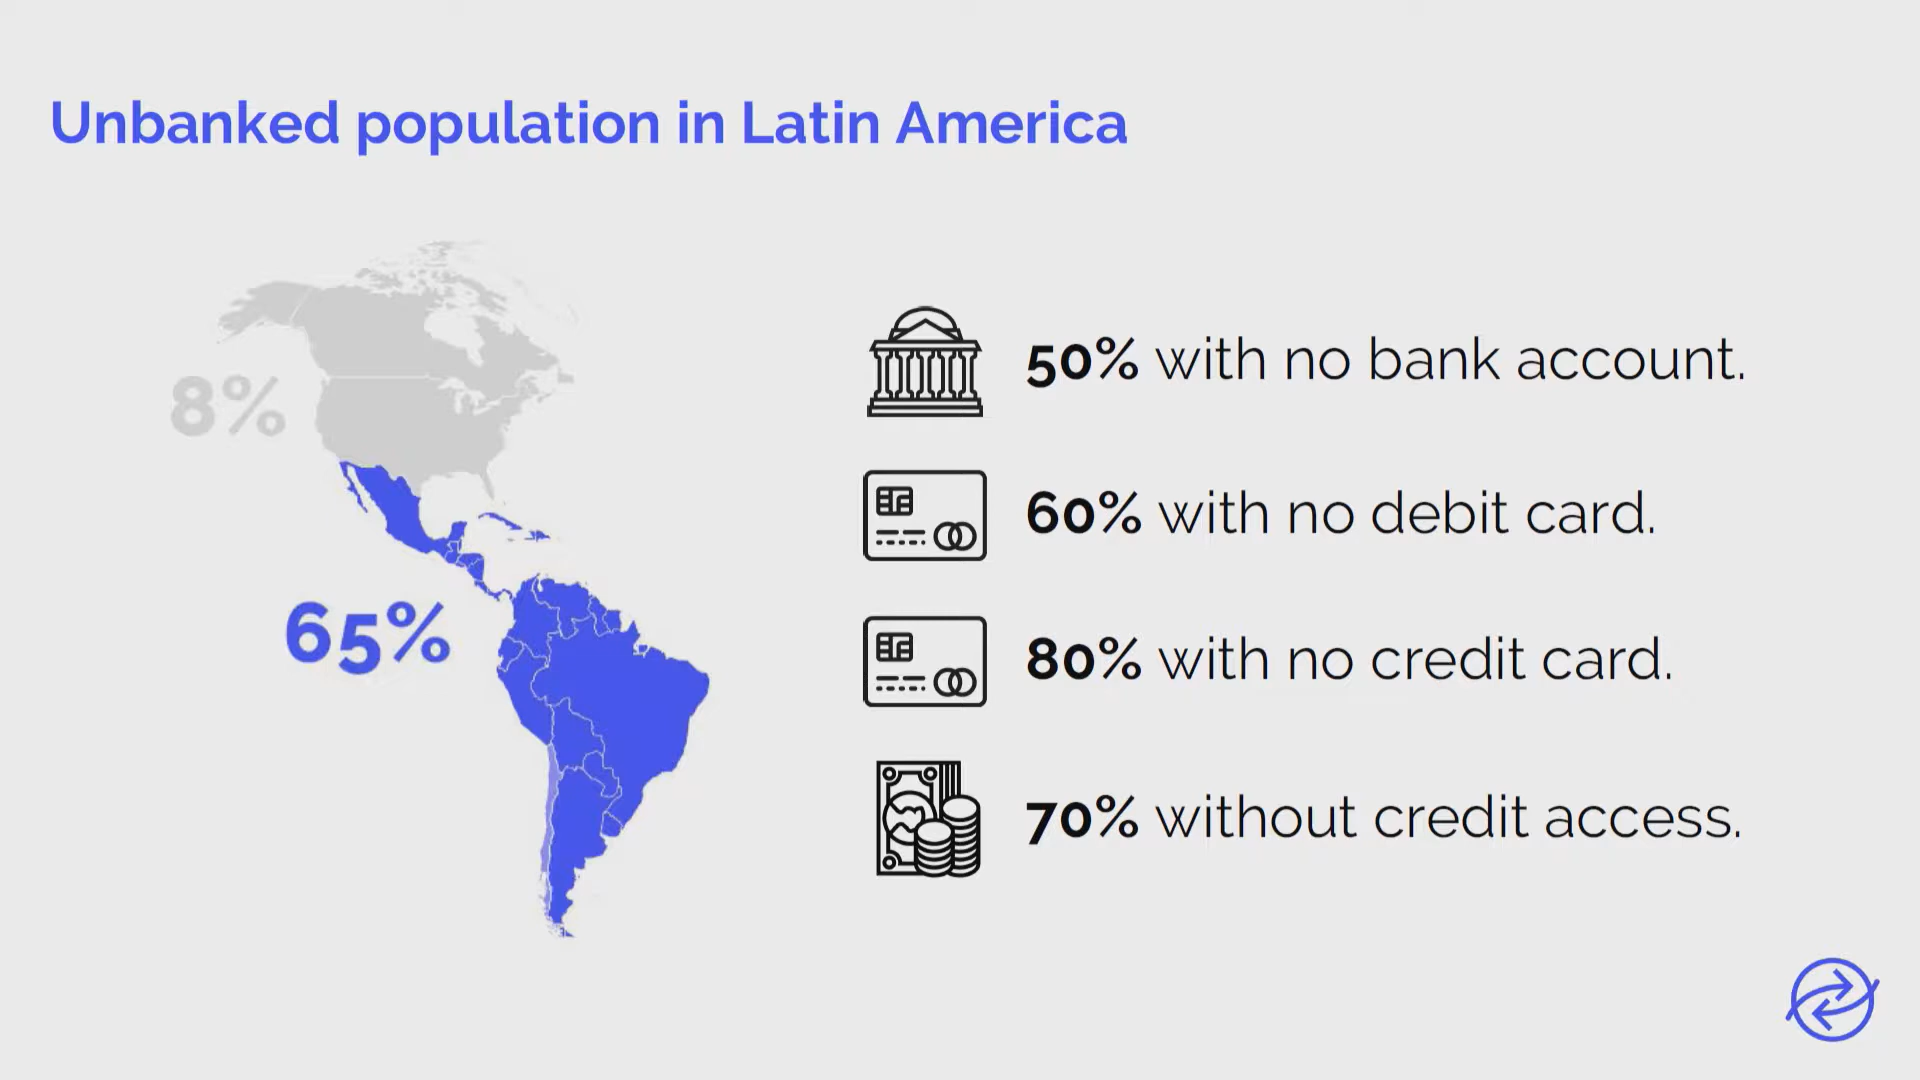 Unbanked population in Latin America
8%
65%
50% with no bank account.
60% with no debit card.
80% with no credit card.
70% without credit access.